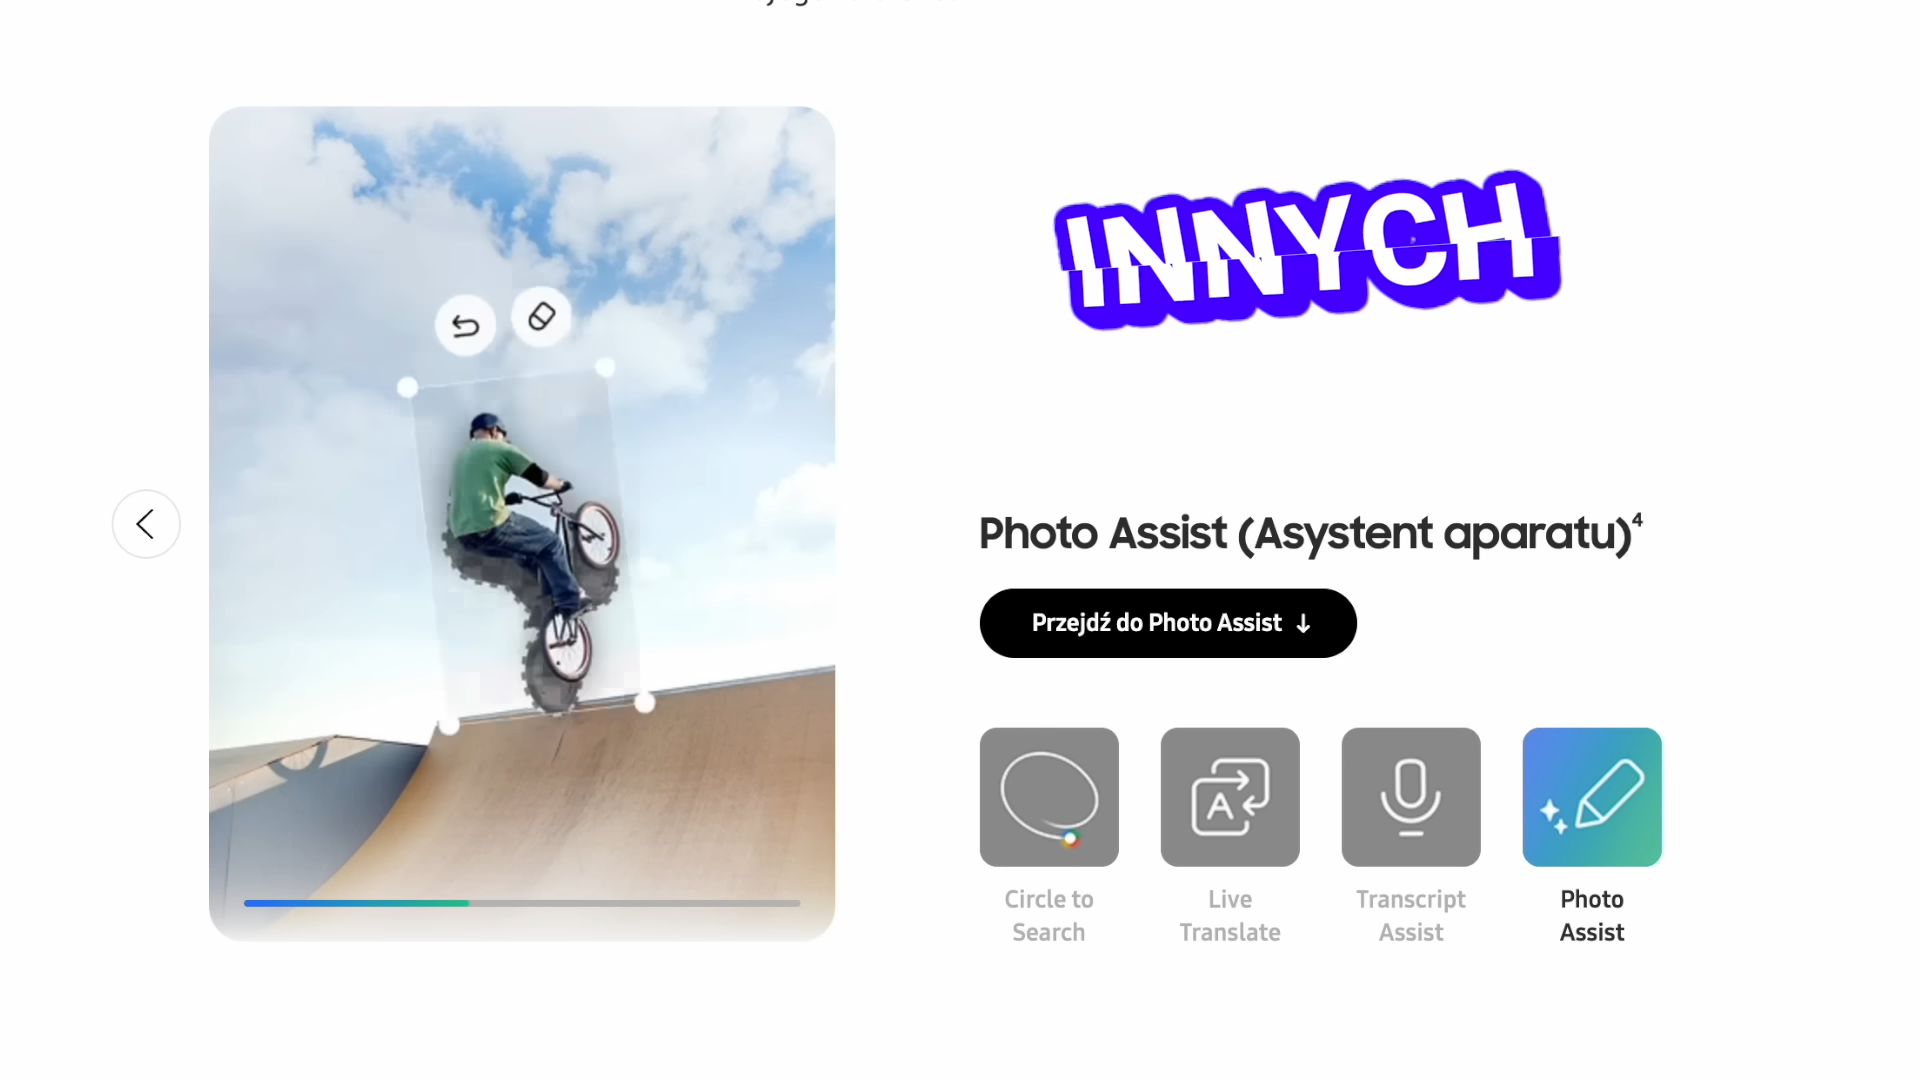 INNYCH
Photo Assist (Asystent aparatu)⁴
Przejdź do Photo Assist ↓
A
Circle to
Search
Live
Translate
Transcript
Assist
Photo
Assist